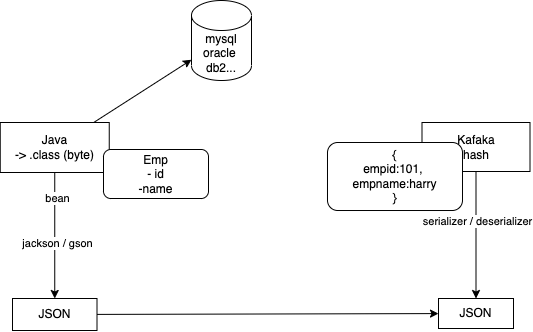 mysql
oracle
db2...
Java
-> .class (byte)
Emp
- id
-name
bean
jackson / gson
JSON
Kafaka
hash
{
empid:101,
empname:harry
}
serializer / deserializer
JSON